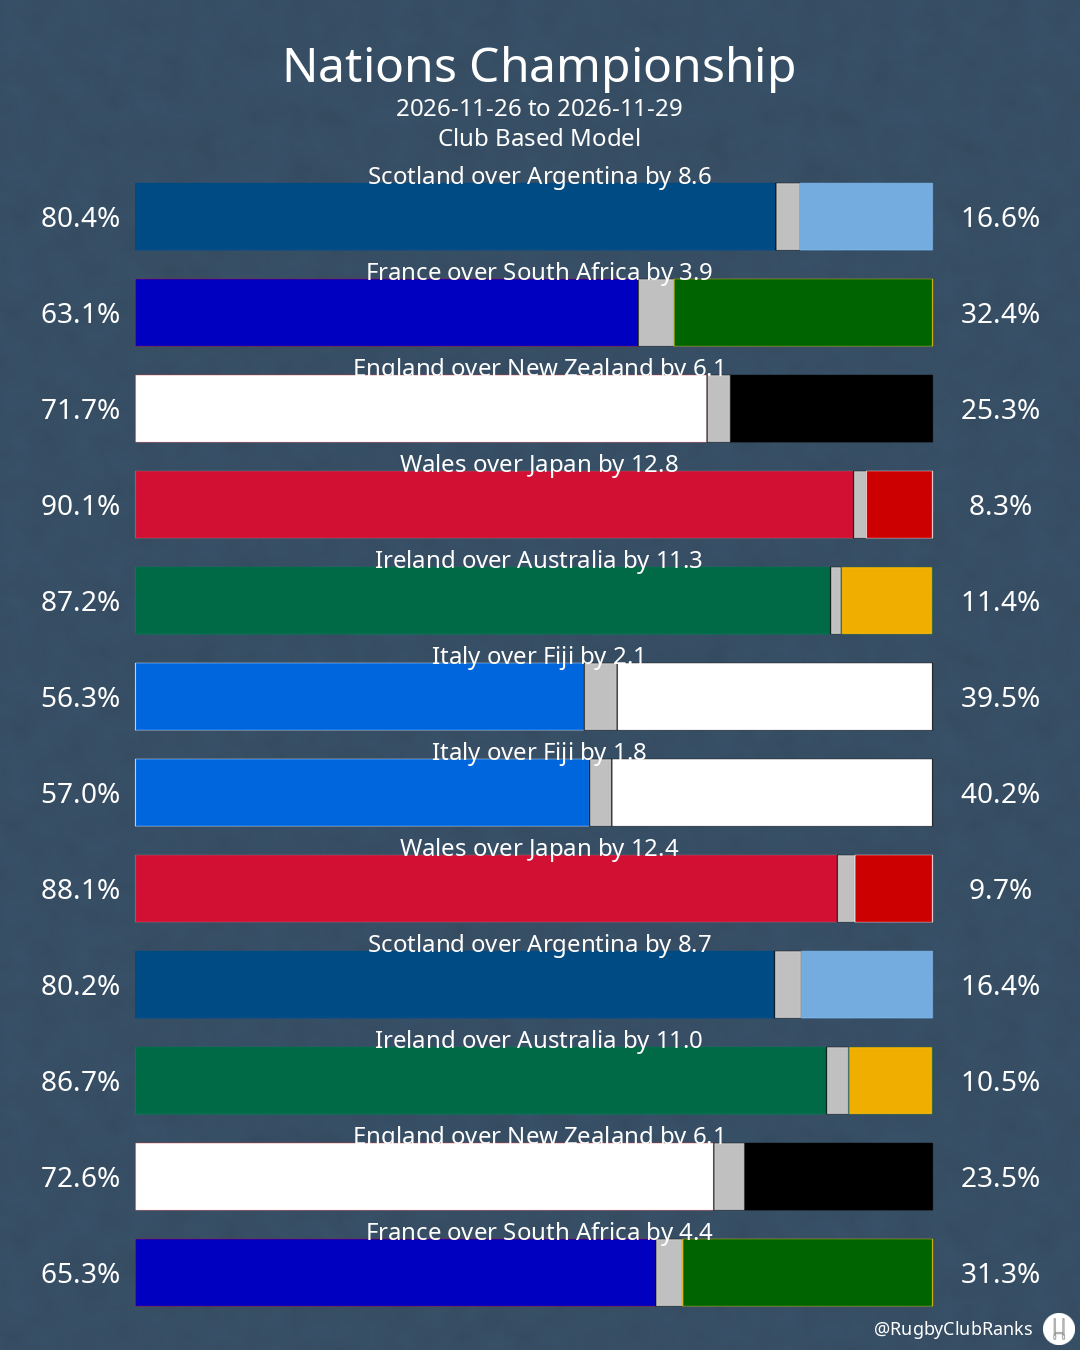 Nations Championship
2026-11-26 to 2026-11-29
Club Based Model
Scotland over Argentina by 8.6
80.4% 16.6%
France over South Africa by 3.9
63.1% 32.4%
England over New Zealand by 6.1
71.7% 25.3%
Wales over Japan by 12.8
90.1% 8.3%
Ireland over Australia by 11.3
87.2% 11.4%
Italy over Fiji by 2.1
56.3% 39.5%
Italy over Fiji by 1.8
57.0% 40.2%
Wales over Japan by 12.4
88.1% 9.7%
Scotland over Argentina by 8.7
80.2% 16.4%
Ireland over Australia by 11.0
86.7% 10.5%
England over New Zealand by 6.1
72.6% 23.5%
France over South Africa by 4.4
65.3% 31.3%
@RugbyClubRanks